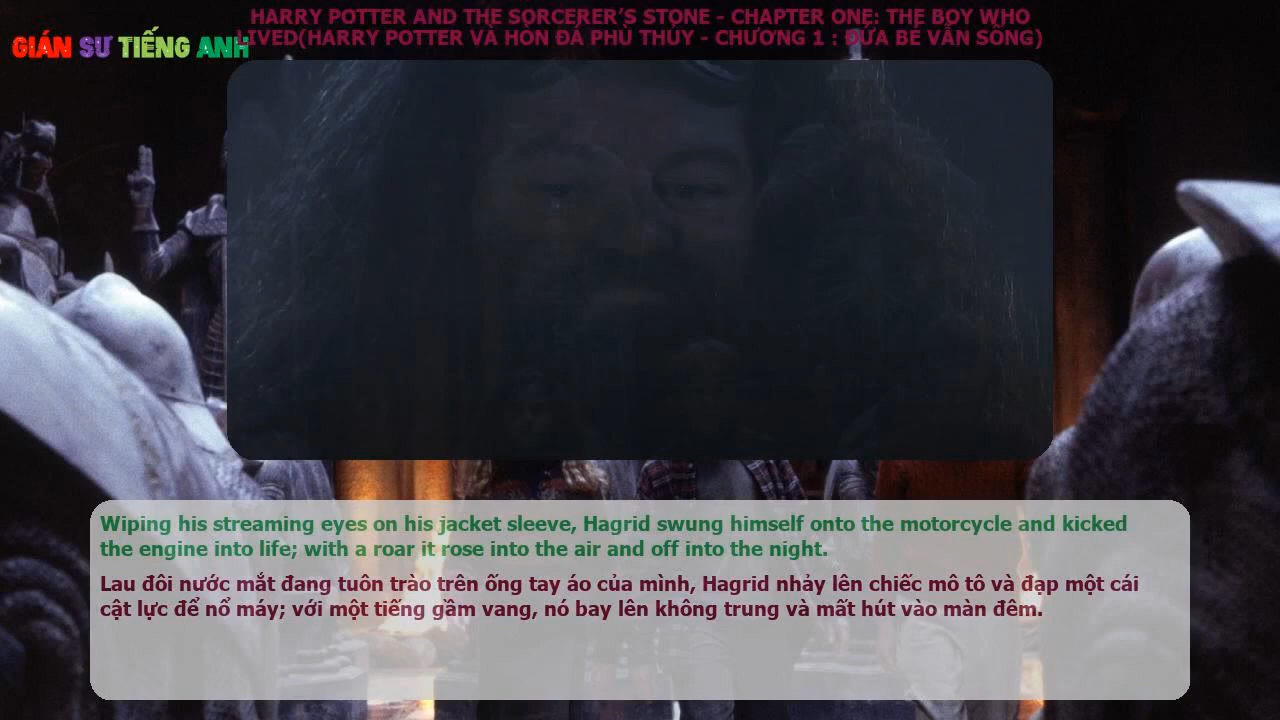 HARRY POTTER AND THE SORCERER’S STONE - CHAPTER ONE: THE BOY WHO
LIVED(HARRY POTTER VÀ HÒN ĐÁ PHÙ THỦY - CHƯƠNG 1 : ĐỨA BÉ VẪN SỐNG)
GIÁN SƯ TIẾNG ANH
Wiping his streaming eyes on his jacket sleeve, Hagrid swung himself onto the motorcycle and kicked
the engine into life; with a roar it rose into the air and off into the night.
Lau đôi nước mắt đang tuôn trào trên ống tay áo của mình, Hagrid nhảy lên chiếc mô tô và đạp một cái
cật lực để nổ máy; với một tiếng gầm vang, nó bay lên không trung và mất hút vào màn đêm.